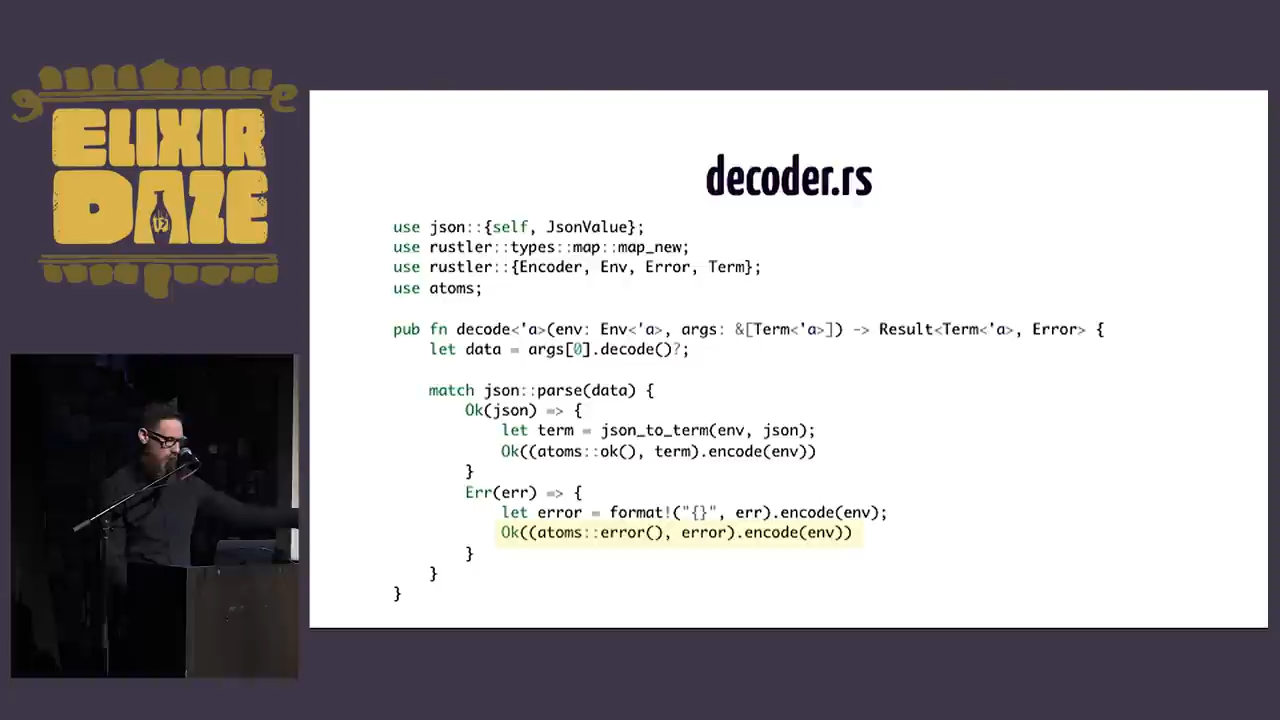 ELIXIR
DAZE
decoder.rs
use json::{self, JsonValue};
use rustler::types::map::map_new;
use rustler::{Encoder, Env, Error, Term};
use atoms;
pub fn decode<'a>(env: Env<'a>, args: &[Term<'a>]) -> Result<Term<'a>, Error> {
    let data = args[0].decode()?;
    match json::parse(data) {
        Ok(json) => {
            let term = json_to_term(env, json);
            Ok((atoms::ok(), term).encode(env))
        }
        Err(err) => {
            let error = format!("{}", err).encode(env);
            Ok((atoms::error(), error).encode(env))
        }
    }
}